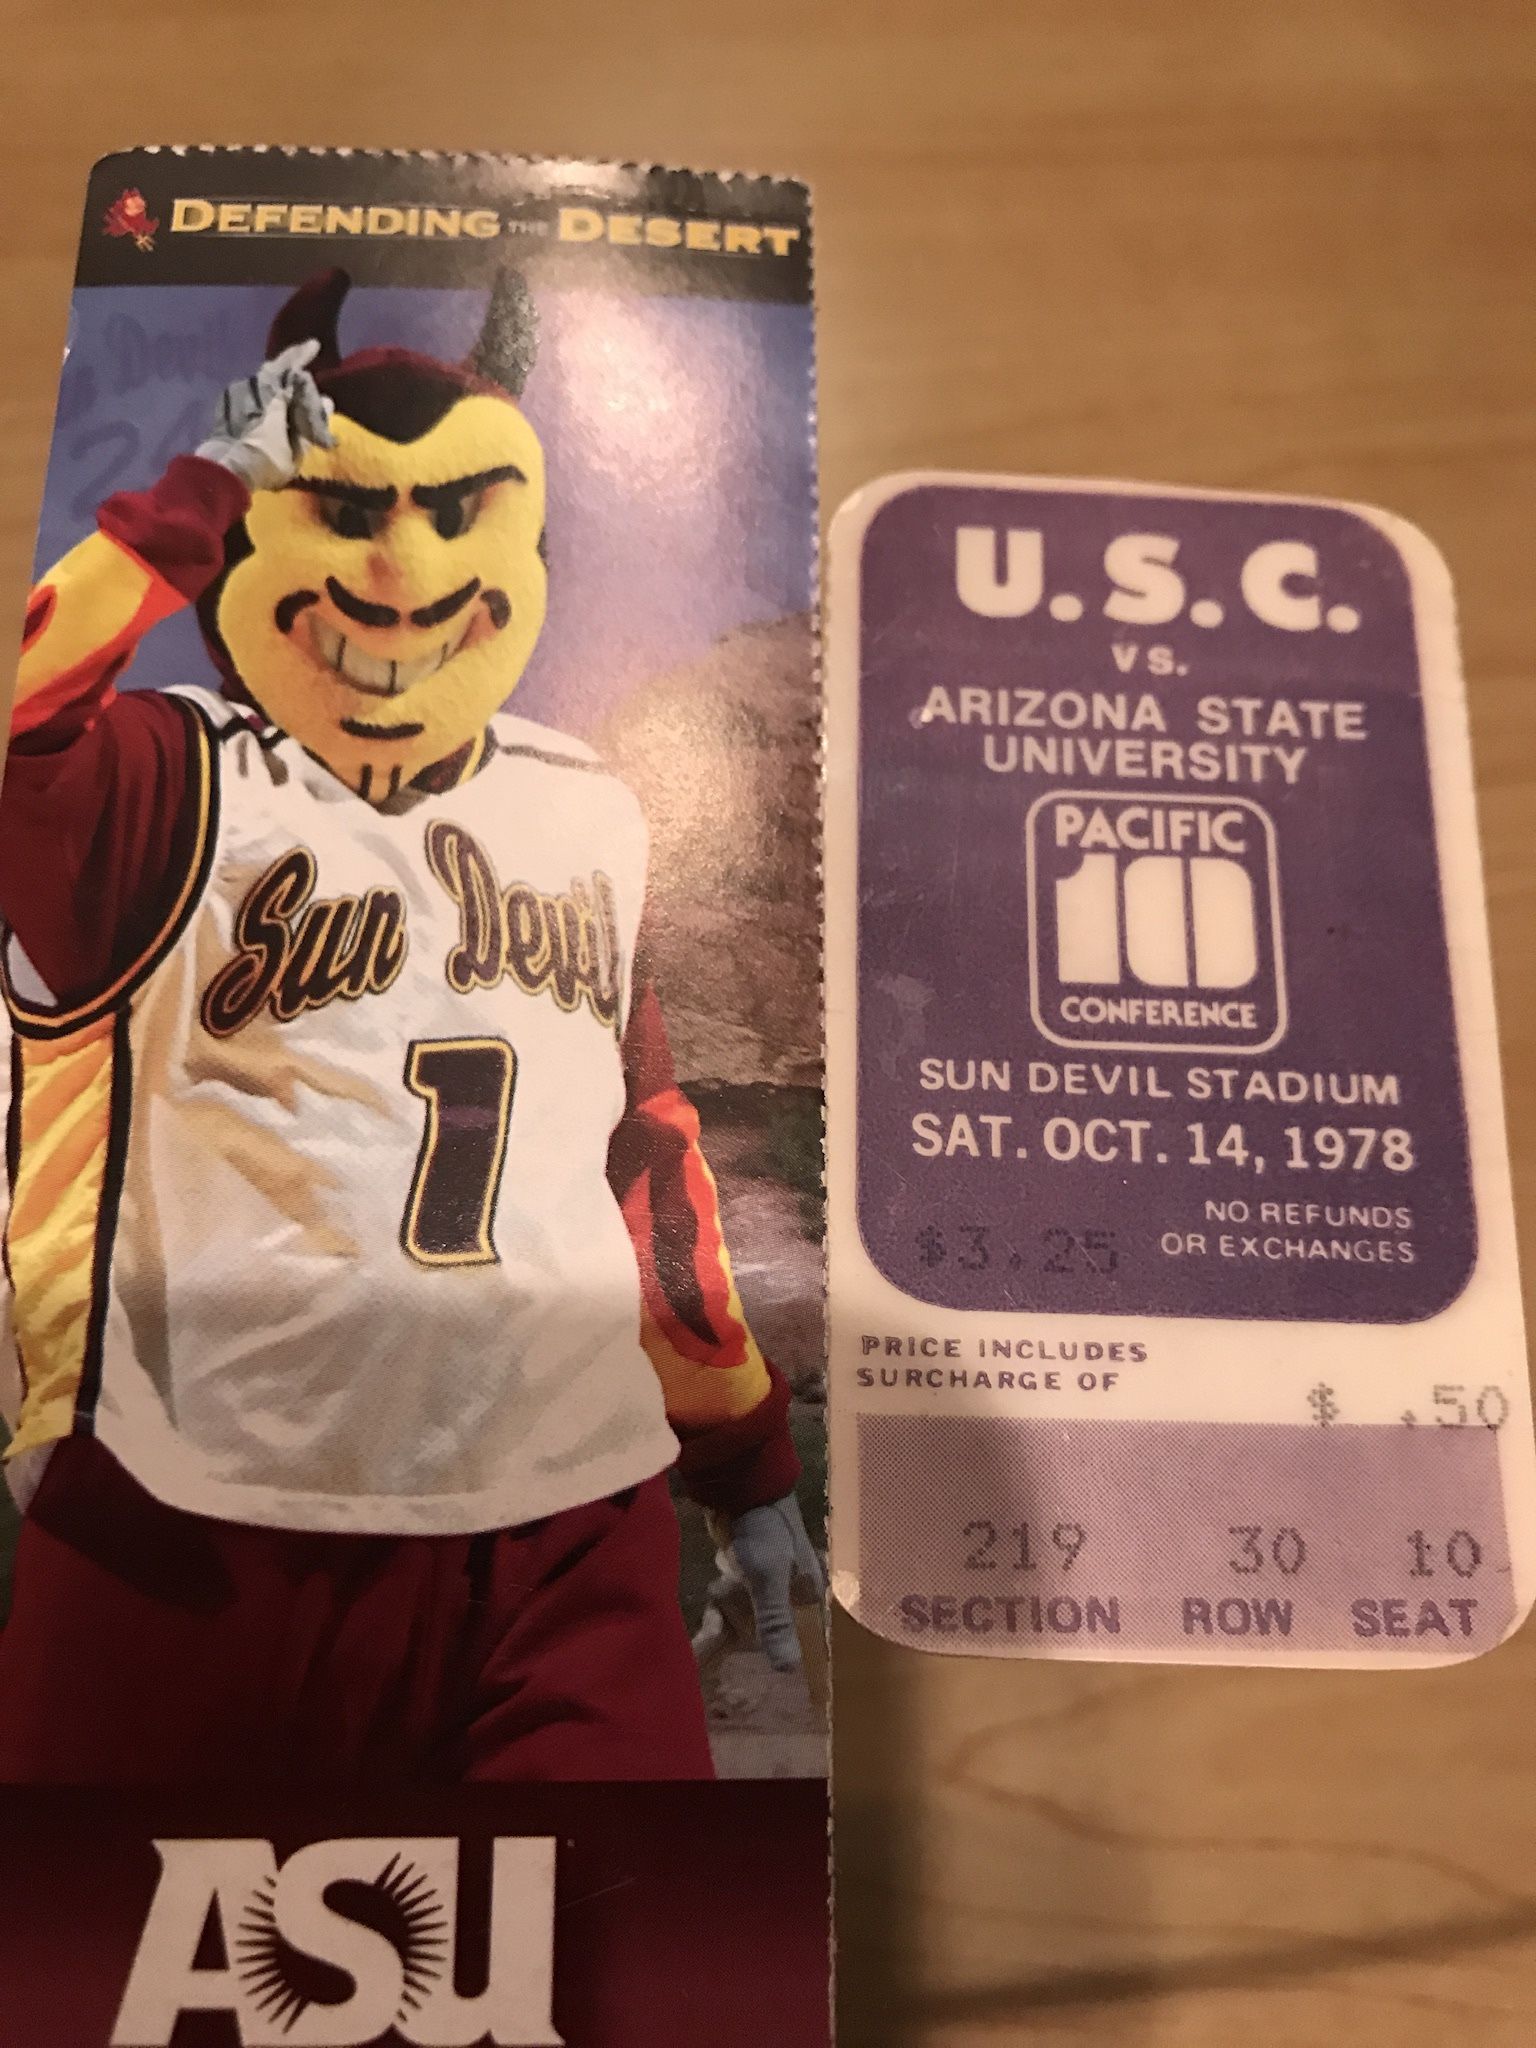 DEFENDING THE DESERT
Sun Devil
1
ASU
U.S.C.
vs.
ARIZONA STATE
UNIVERSITY
PACIFIC
10
CONFERENCE
SUN DEVIL STADIUM
SAT. OCT. 14, 1978
NO REFUNDS
$3.25 OR EXCHANGES
PRICE INCLUDES
SURCHARGE OF
$ .50
219 30 10
SECTION ROW SEAT